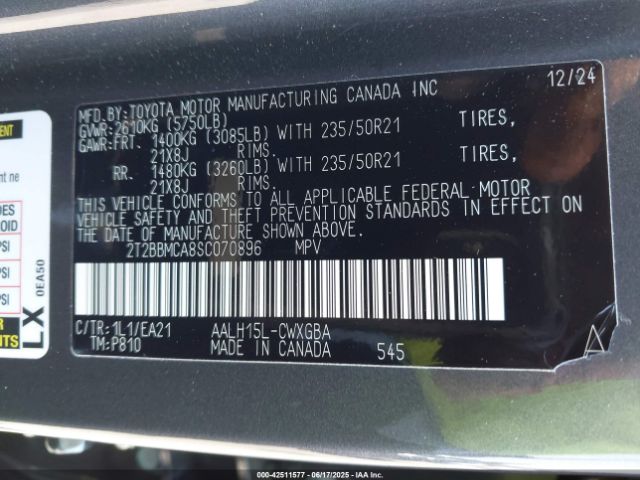 MFD.BY:TOYOTA MOTOR MANUFACTURING CANADA INC 12/24
GVWR:2610KG (5750LB)
GAWR:FRT. 1400KG (3085LB) WITH 235/50R21 TIRES,
21X8J RIMS.
RR. 1480KG (3260LB) WITH 235/50R21 TIRES,
21X8J RIMS.
THIS VEHICLE CONFORMS TO ALL APPLICABLE FEDERAL MOTOR
VEHICLE SAFETY AND THEFT PREVENTION STANDARDS IN EFFECT ON
THE DATE OF MANUFACTURE SHOWN ABOVE.
2T2BBMCA8SC070896 MPV
C/TR:1L1/EA21 AALH15L-CWXGBA
TM:P810 MADE IN CANADA 545
A
ne
PSI
PSI
LX
0EA50
000-42511577 - 06/17/2025 - IAAI, Inc.